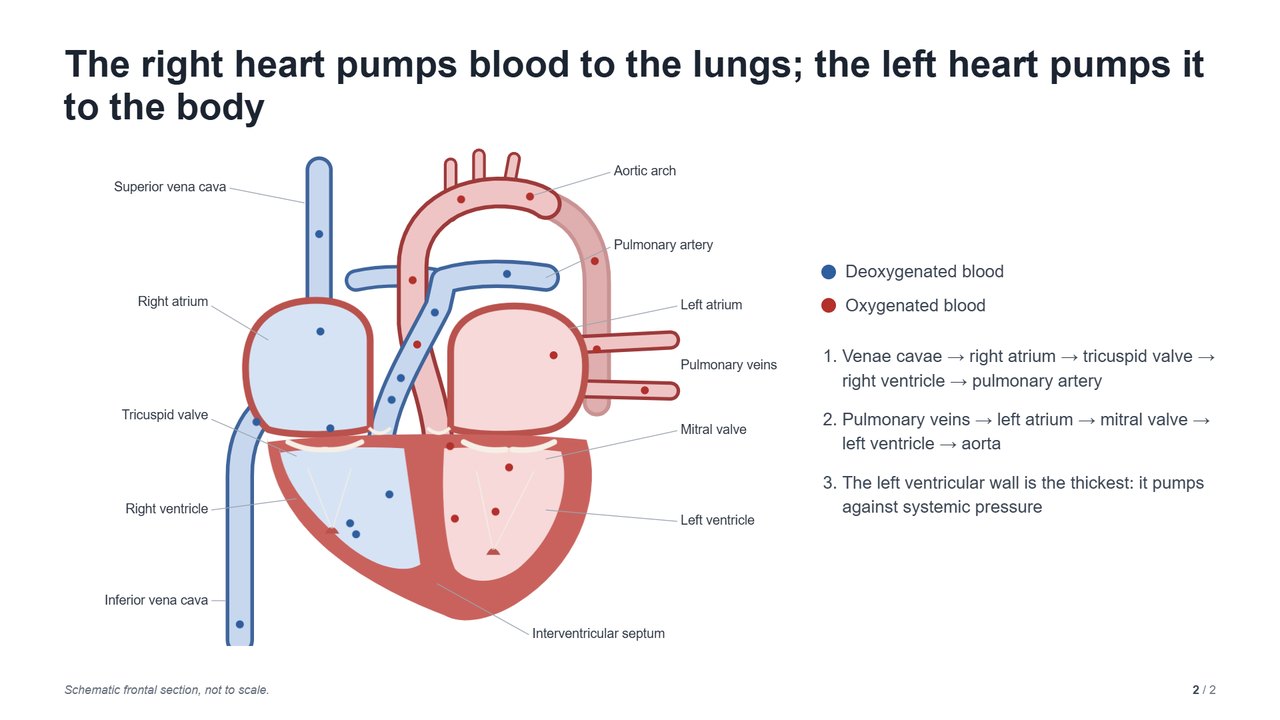 The right heart pumps blood to the lungs; the left heart pumps it
to the body
Superior vena cava
Right atrium
Tricuspid valve
Right ventricle
Inferior vena cava
Aortic arch
Pulmonary artery
Left atrium
Pulmonary veins
Mitral valve
Left ventricle
Interventricular septum
Deoxygenated blood
Oxygenated blood
1. Venae cavae → right atrium → tricuspid valve →
right ventricle → pulmonary artery
2. Pulmonary veins → left atrium → mitral valve →
left ventricle → aorta
3. The left ventricular wall is the thickest: it pumps
against systemic pressure
Schematic frontal section, not to scale.
2 / 2